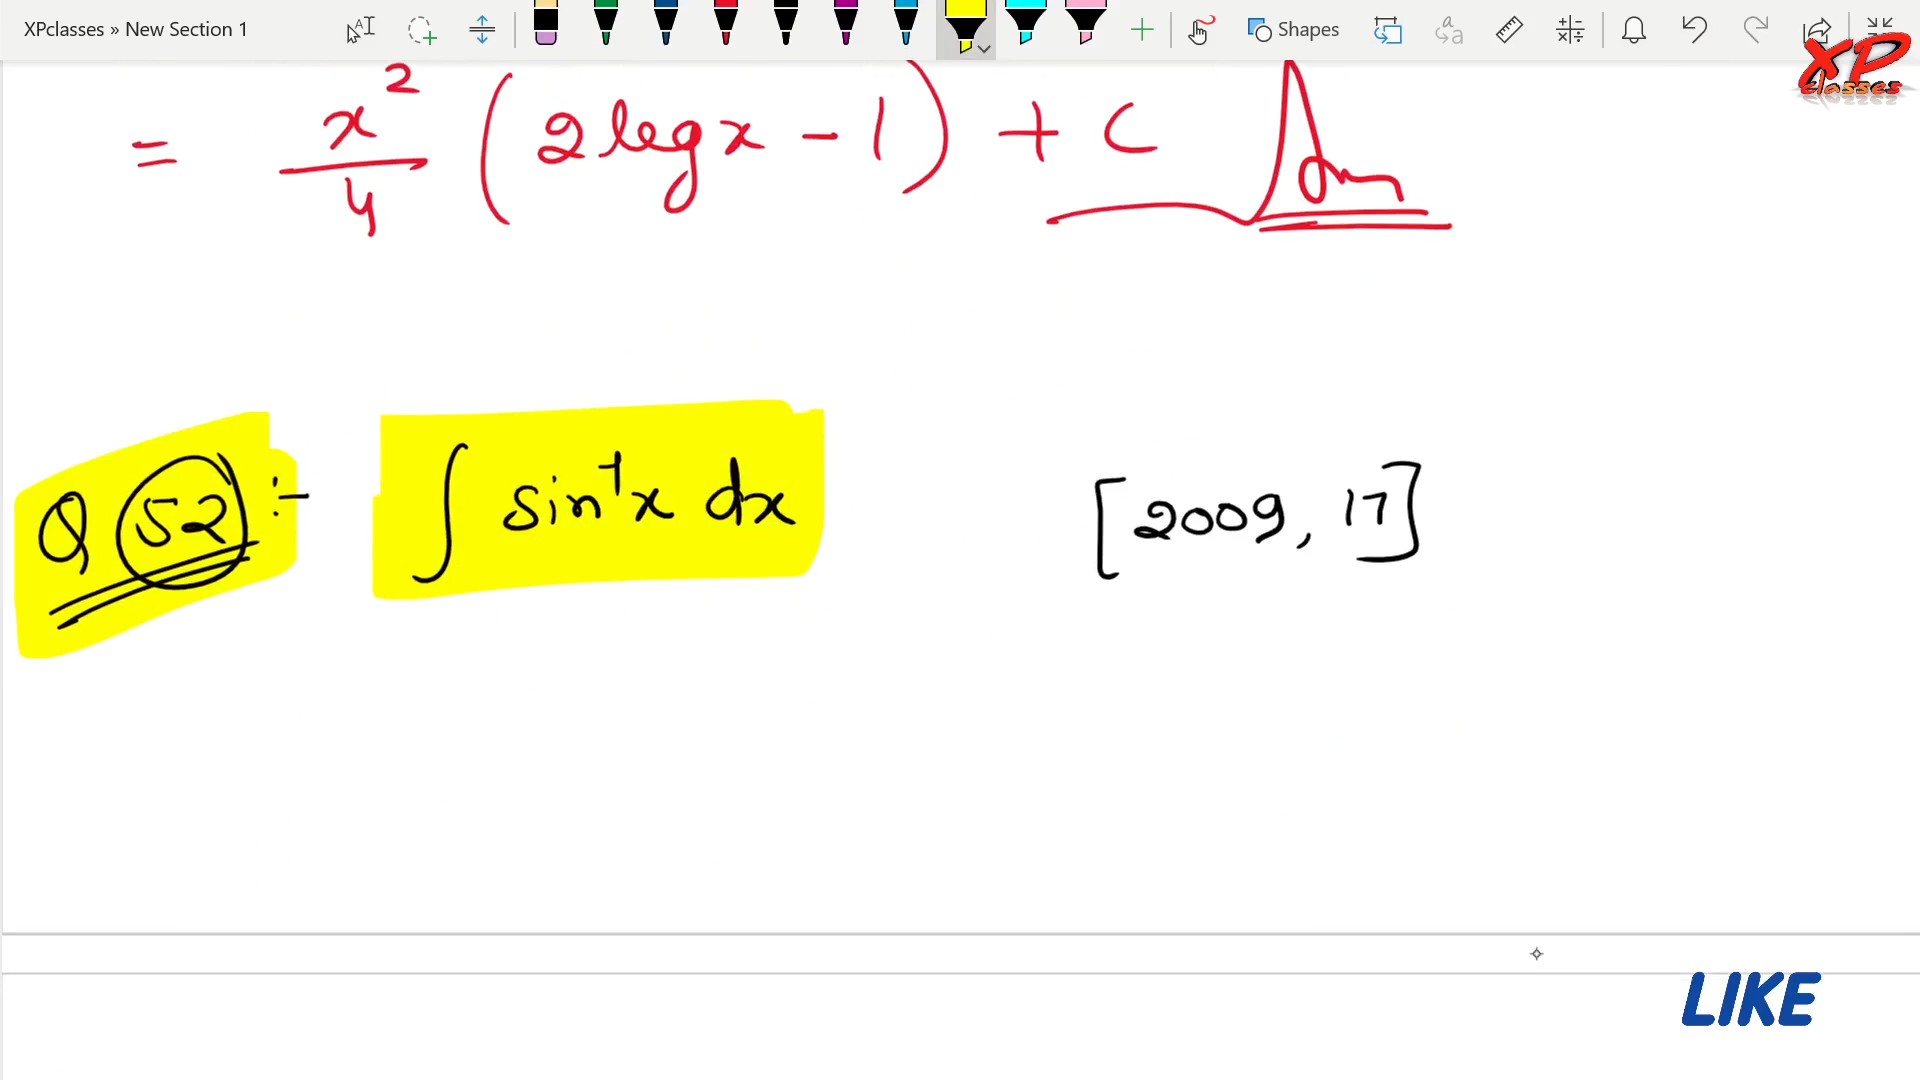 XPclasses » New Section 1
Shapes
XP
classes
= x²/4 (2 log x - 1) + C Ans
Q 52 :- ∫ sin⁻¹x dx [2009, 17]
LIKE